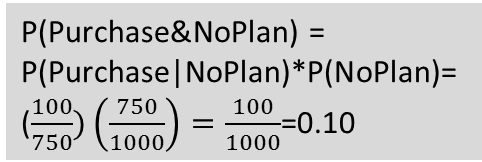 P(Purchase&NoPlan) =
P(Purchase|NoPlan)*P(NoPlan)=
(100/750) (750/1000) = 100/1000=0.10